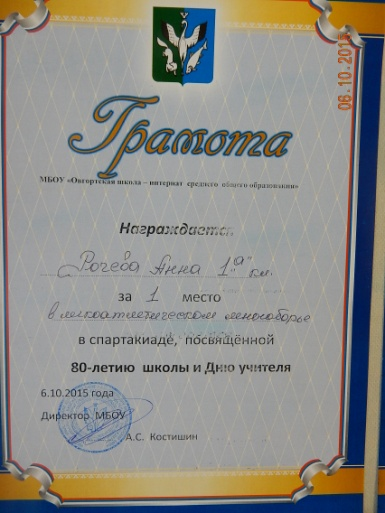 06.10.2015
Грамота
МБОУ «Овгортская школа – интернат среднего общего образования»
Награждается
Рочева Анна 1 "а" кл.
за 1 место
в легкоатлетическом многоборье
в спартакиаде, посвящённой
80-летию школы и Дню учителя
6.10.2015 года
Директор МБОУ
А.С. Костишин